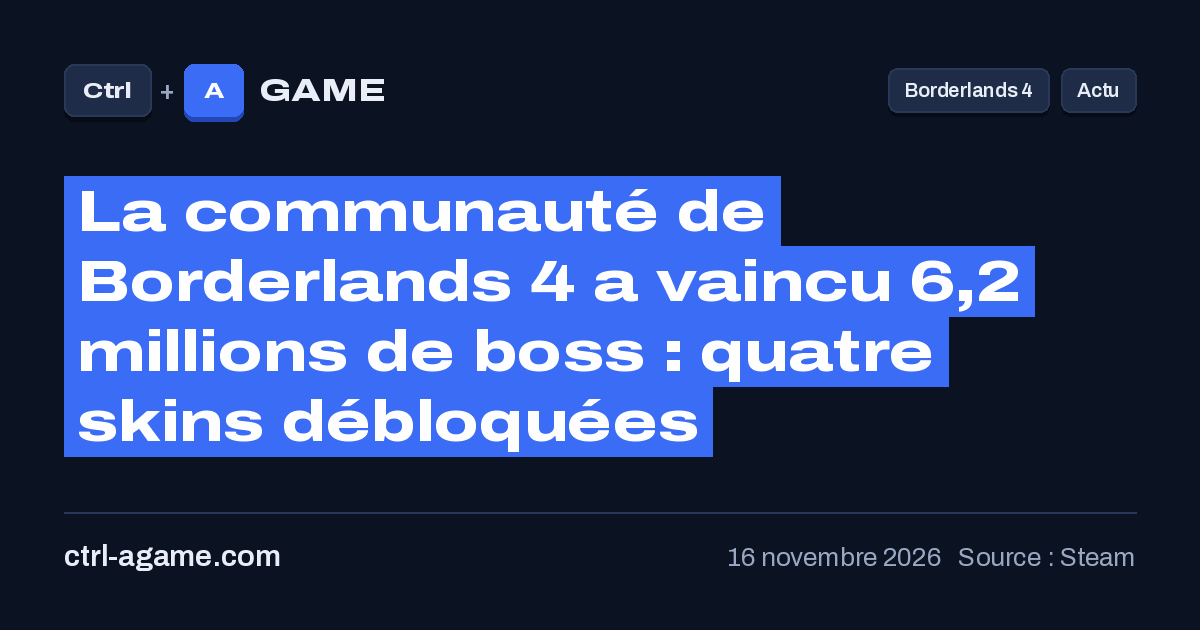 Ctrl + A GAME
Borderlands 4 Actu
La communauté de
Borderlands 4 a vaincu 6,2
millions de boss : quatre
skins débloquées
ctrl-agame.com
16 novembre 2026 Source : Steam